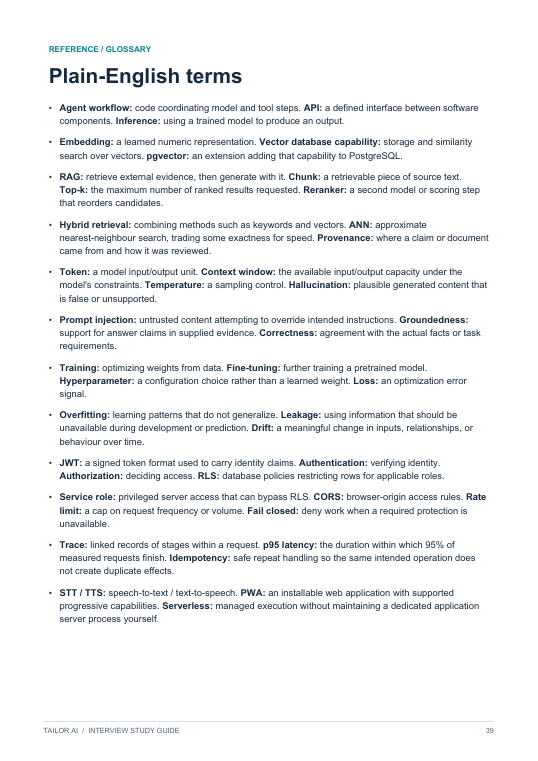 REFERENCE / GLOSSARY
Plain-English terms
• Agent workflow: code coordinating model and tool steps. API: a defined interface between software
components. Inference: using a trained model to produce an output.
• Embedding: a learned numeric representation. Vector database capability: storage and similarity
search over vectors. pgvector: an extension adding that capability to PostgreSQL.
• RAG: retrieve external evidence, then generate with it. Chunk: a retrievable piece of source text.
Top-k: the maximum number of ranked results requested. Reranker: a second model or scoring step
that reorders candidates.
• Hybrid retrieval: combining methods such as keywords and vectors. ANN: approximate
nearest-neighbour search, trading some exactness for speed. Provenance: where a claim or document
came from and how it was reviewed.
• Token: a model input/output unit. Context window: the available input/output capacity under the
model's constraints. Temperature: a sampling control. Hallucination: plausible generated content that
is false or unsupported.
• Prompt injection: untrusted content attempting to override intended instructions. Groundedness:
support for answer claims in supplied evidence. Correctness: agreement with the actual facts or task
requirements.
• Training: optimizing weights from data. Fine-tuning: further training a pretrained model.
Hyperparameter: a configuration choice rather than a learned weight. Loss: an optimization error
signal.
• Overfitting: learning patterns that do not generalize. Leakage: using information that should be
unavailable during development or prediction. Drift: a meaningful change in inputs, relationships, or
behaviour over time.
• JWT: a signed token format used to carry identity claims. Authentication: verifying identity.
Authorization: deciding access. RLS: database policies restricting rows for applicable roles.
• Service role: privileged server access that can bypass RLS. CORS: browser-origin access rules. Rate
limit: a cap on request frequency or volume. Fail closed: deny work when a required protection is
unavailable.
• Trace: linked records of stages within a request. p95 latency: the duration within which 95% of
measured requests finish. Idempotency: safe repeat handling so the same intended operation does
not create duplicate effects.
• STT / TTS: speech-to-text / text-to-speech. PWA: an installable web application with supported
progressive capabilities. Serverless: managed execution without maintaining a dedicated application
server process yourself.
TAILOR AI / INTERVIEW STUDY GUIDE
39